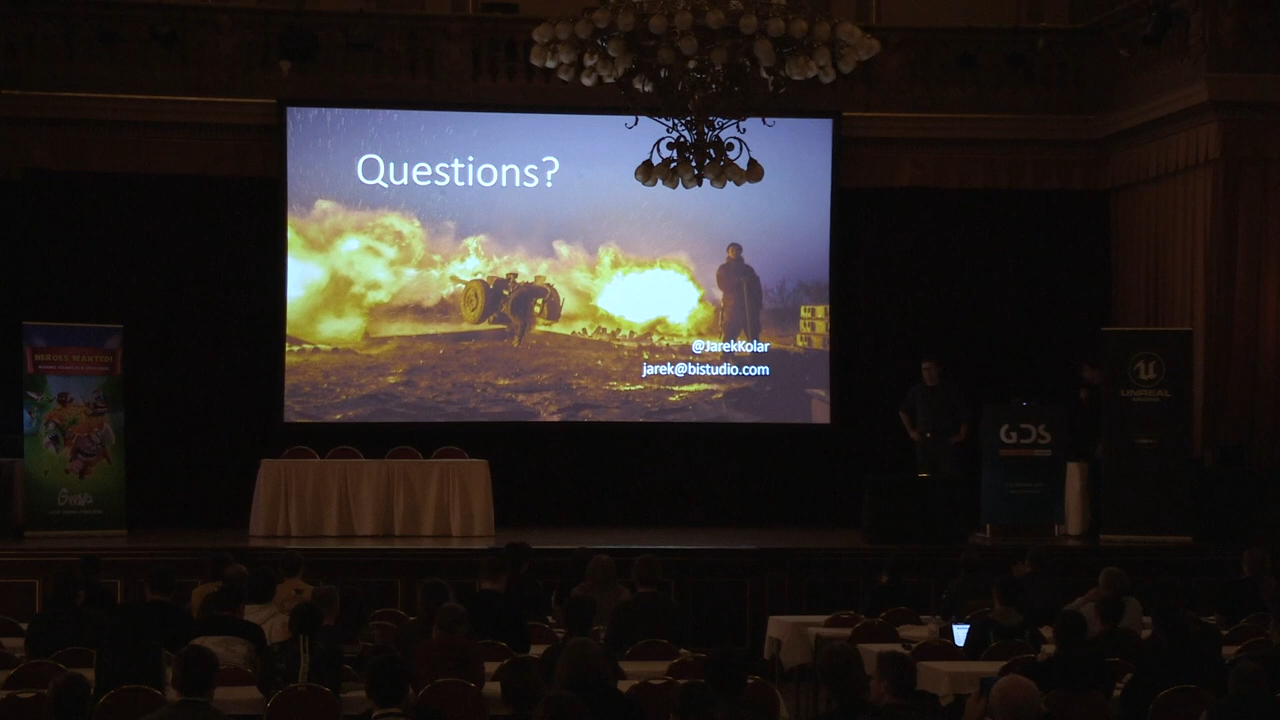 Questions?
@JarekKolar
jarek@bistudio.com
HEROES WANTED!
UNREAL
GDS